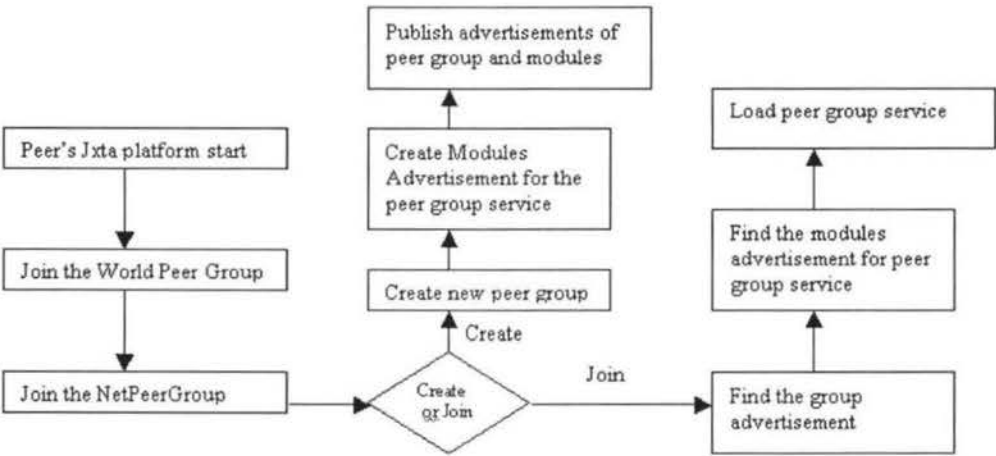 Peer's Jxta platform start
Join the World Peer Group
Join the NetPeerGroup
Create
or Join
Create
Create new peer group
Create Modules
Advertisement for the
peer group service
Publish advertisements of
peer group and modules
Join
Find the group
advertisement
Find the modules
advertisement for peer
group service
Load peer group service